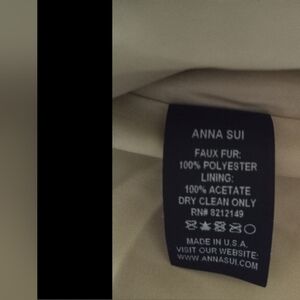 ANNA SUI
FAUX FUR:
100% POLYESTER
LINING:
100% ACETATE
DRY CLEAN ONLY
RN# 8212149
MADE IN U.S.A.
VISIT OUR WEBSITE:
WWW.ANNASUI.COM